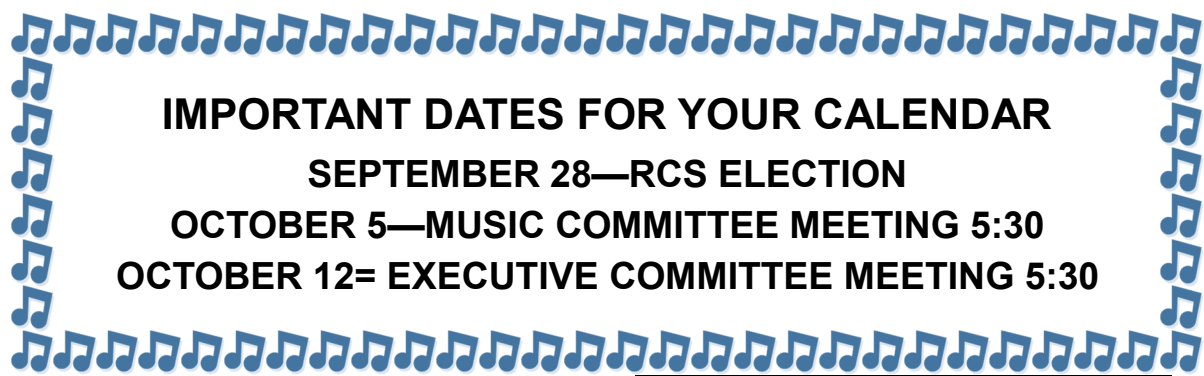 IMPORTANT DATES FOR YOUR CALENDAR
SEPTEMBER 28—RCS ELECTION
OCTOBER 5—MUSIC COMMITTEE MEETING 5:30
OCTOBER 12= EXECUTIVE COMMITTEE MEETING 5:30